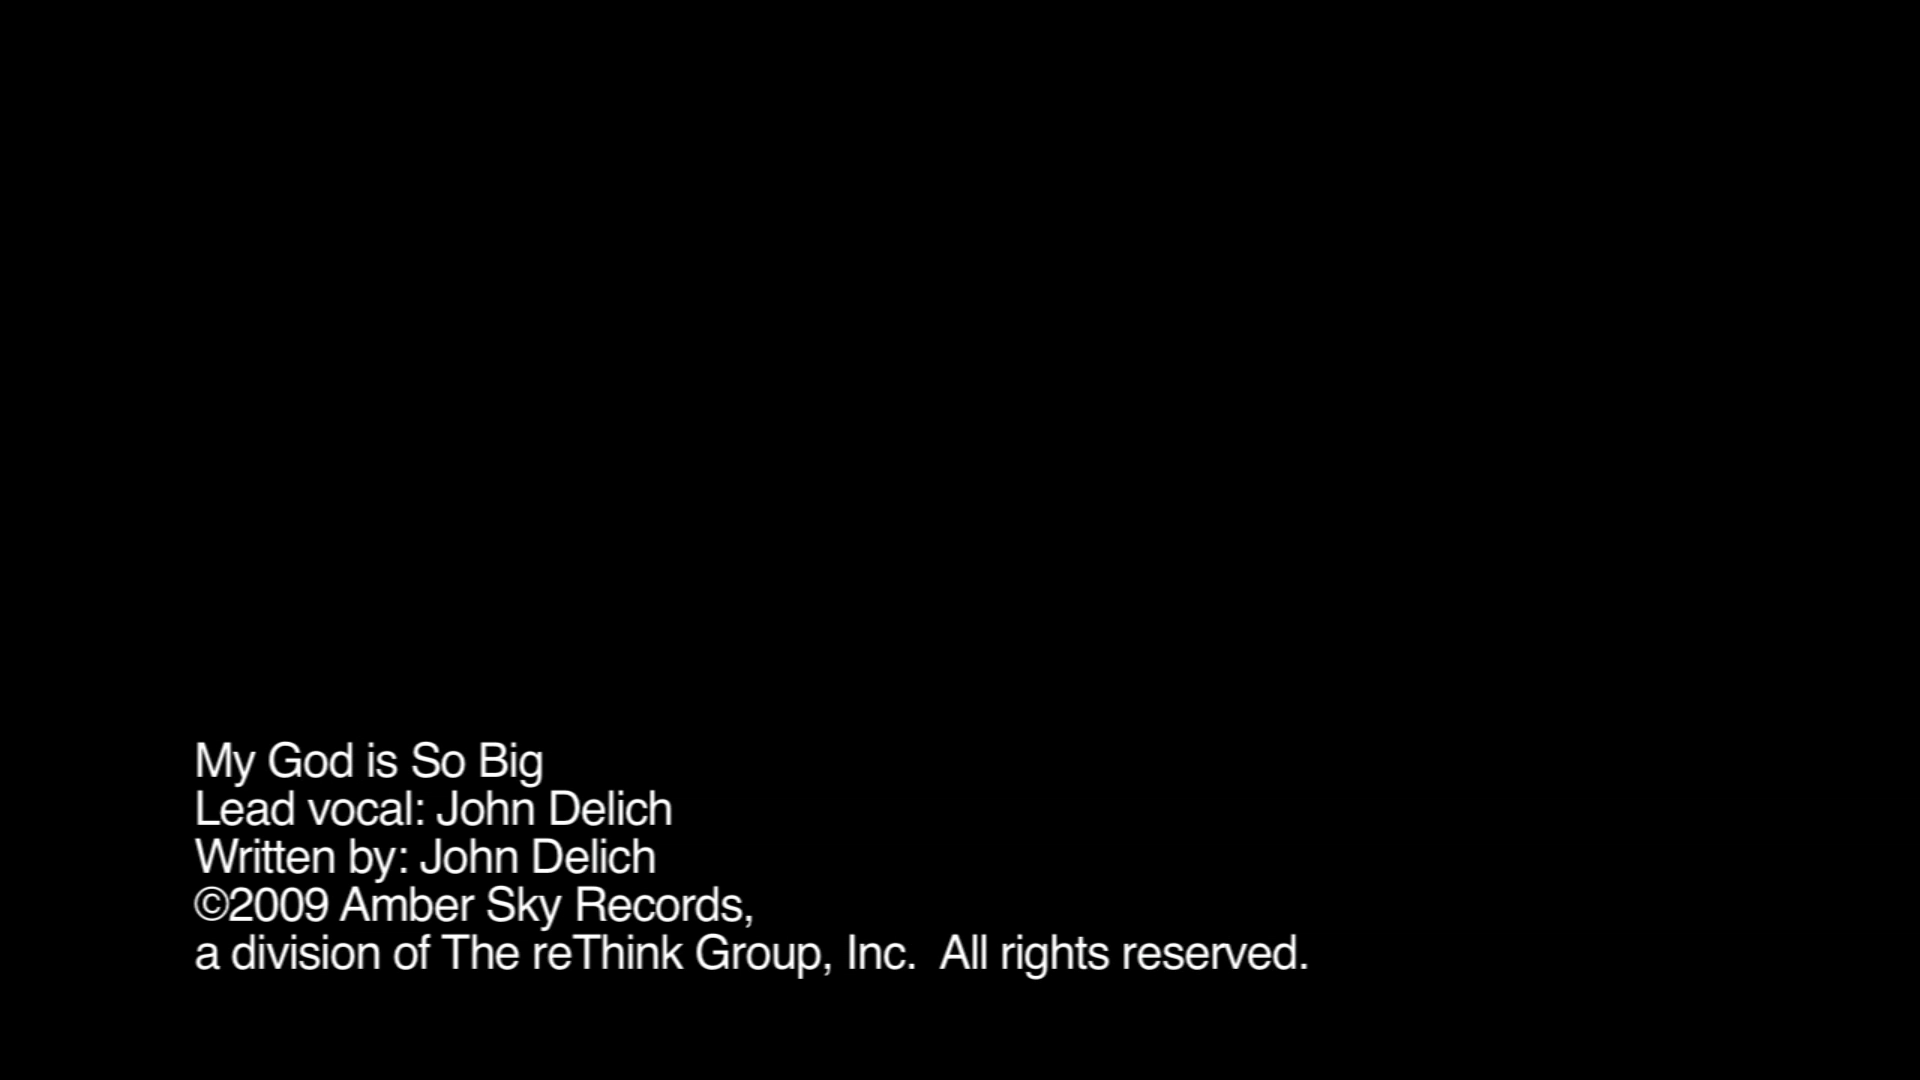 My God is So Big
Lead vocal: John Delich
Written by: John Delich
©2009 Amber Sky Records,
a division of The reThink Group, Inc.  All rights reserved.